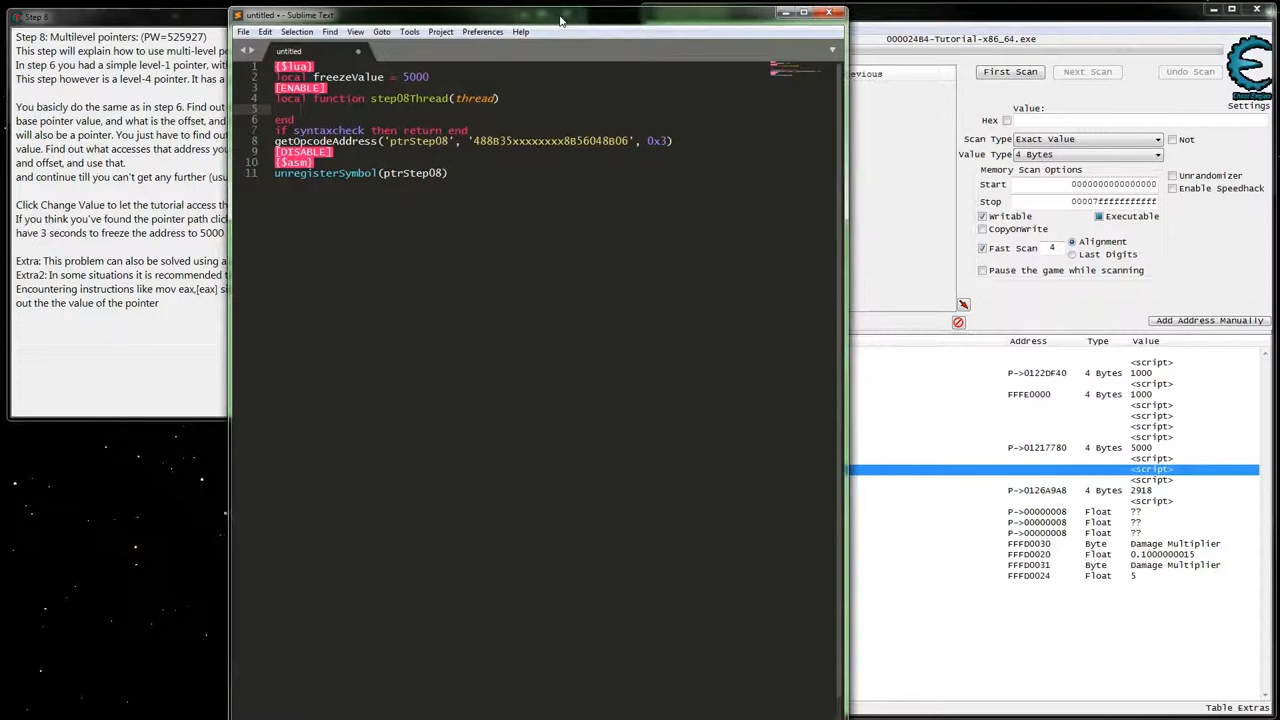 Step 8
Step 8: Multilevel pointers: (PW=525927)
This step will explain how to use multi-level po
In step 6 you had a simple level-1 pointer, with
This step however is a level-4 pointer. It has a
You basicly do the same as in step 6. Find out
base pointer value, and what is the offset, and
will also be a pointer. You just have to find out
value. Find out what accesses that address you
and offset, and use that.
and continue till you can't get any further (usu
Click Change Value to let the tutorial access th
If you think you've found the pointer path click
have 3 seconds to freeze the address to 5000
Extra: This problem can also be solved using a
Extra2: In some situations it is recommended t
Encountering instructions like mov eax,[eax] si
out the the value of the pointer
untitled • - Sublime Text
File Edit Selection Find View Goto Tools Project Preferences Help
untitled
1 {$lua}
2 local freezeValue = 5000
3 [ENABLE]
4 local function step08Thread(thread)
5
6 end
7 if syntaxcheck then return end
8 getOpcodeAddress('ptrStep08', '488B35xxxxxxxx8B56048B06', 0x3)
9 [DISABLE]
10 {$asm}
11 unregisterSymbol(ptrStep08)
000024B4-Tutorial-x86_64.exe
evious
First Scan Next Scan Undo Scan
Settings
Value:
Hex
Scan Type Exact Value Not
Value Type 4 Bytes
Memory Scan Options
Unrandomizer
Start 0000000000000000
Enable Speedhack
Stop 00007fffffffffff
Writable Executable
CopyOnWrite
Fast Scan 4 Alignment
Last Digits
Pause the game while scanning
Add Address Manually
Address Type Value
<script>
P->0122DF40 4 Bytes 1000
<script>
FFFE0000 4 Bytes 1000
<script>
<script>
<script>
<script>
P->01217780 4 Bytes 5000
<script>
<script>
<script>
P->0126A9A8 4 Bytes 2918
<script>
P->00000008 Float ??
P->00000008 Float ??
P->00000008 Float ??
FFFD0030 Byte Damage Multiplier
FFFD0020 Float 0.1000000015
FFFD0031 Byte Damage Multiplier
FFFD0024 Float 5
Table Extras